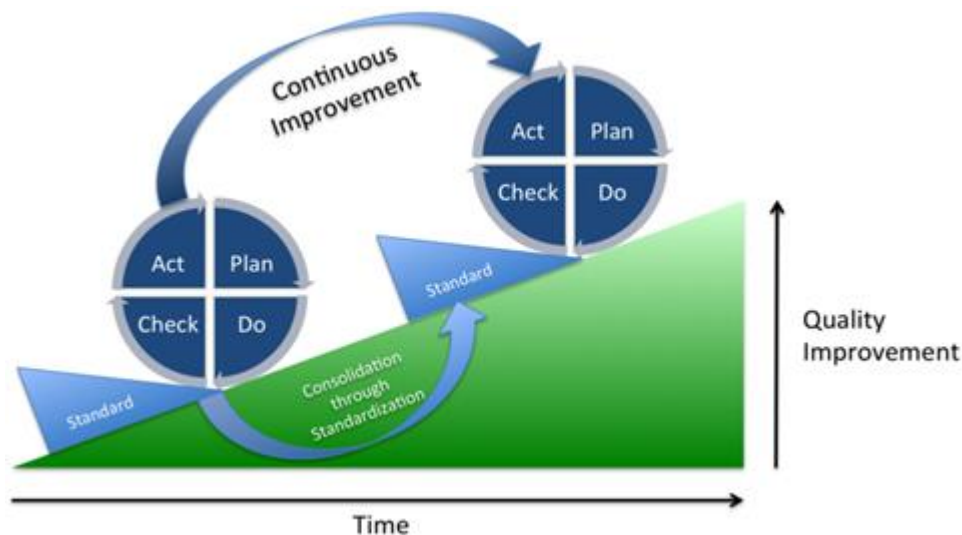 Continuous
Improvement
Act
Plan
Check
Do
Act
Plan
Check
Do
Standard
Standard
Consolidation
through
Standardization
Quality
Improvement
Time